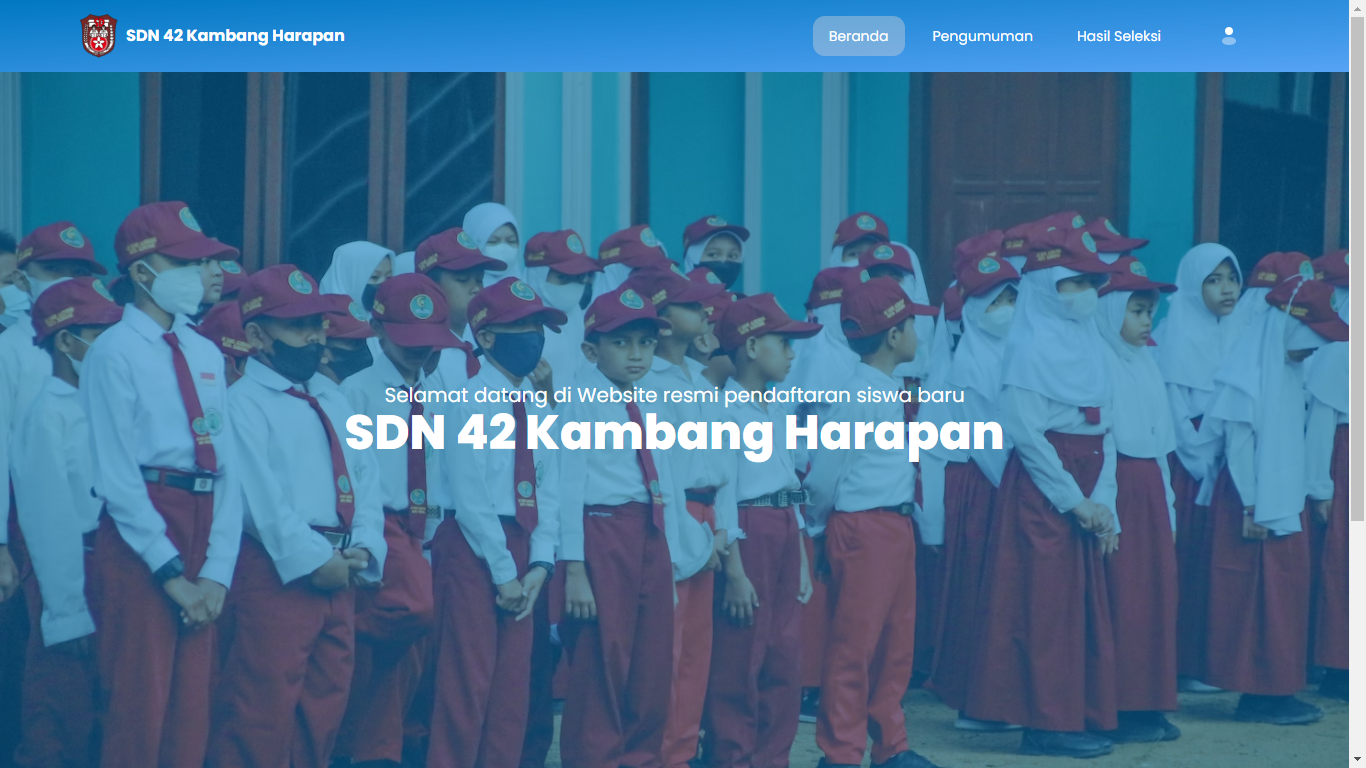 SDN 42 Kambang Harapan
Beranda
Pengumuman
Hasil Seleksi
Selamat datang di Website resmi pendaftaran siswa baru
SDN 42 Kambang Harapan